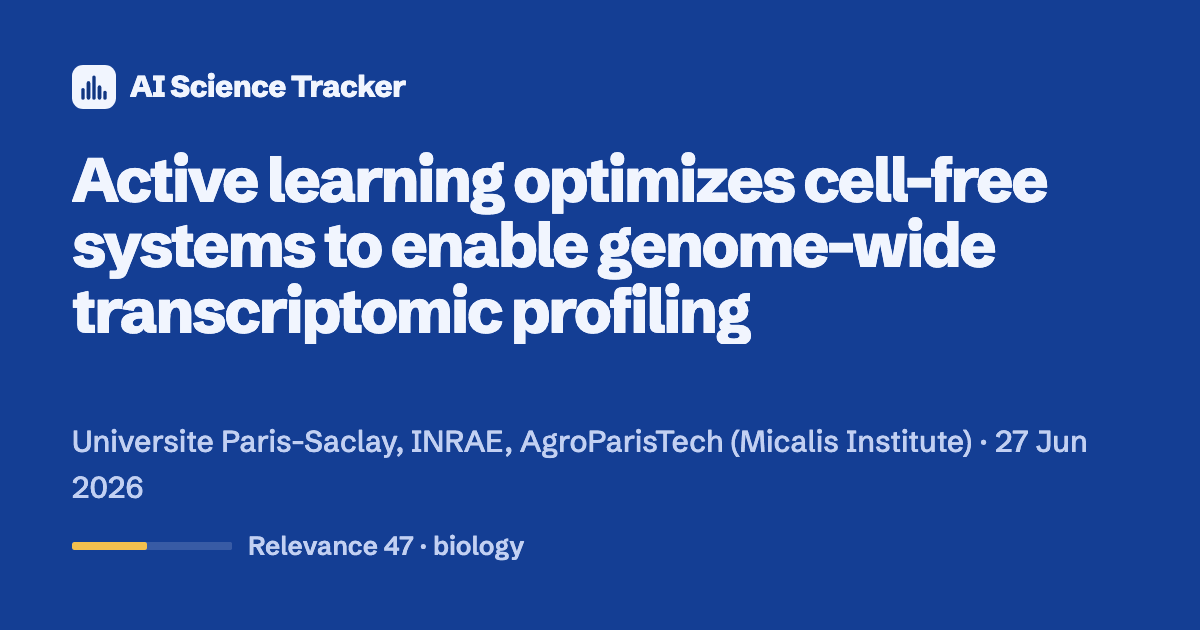 AI Science Tracker
Active learning optimizes cell-free
systems to enable genome-wide
transcriptomic profiling
Universite Paris-Saclay, INRAE, AgroParisTech (Micalis Institute) · 27 Jun
2026
Relevance 47 · biology